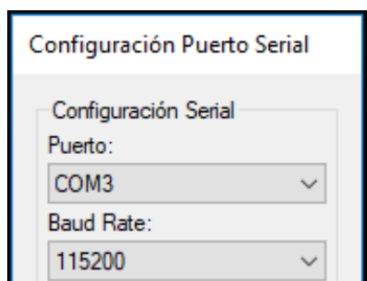 Configuración Puerto Serial
Configuración Serial
Puerto:
COM3
Baud Rate:
115200